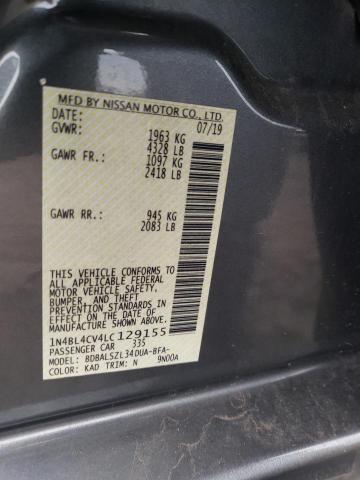 MFD BY NISSAN MOTOR CO., LTD.
DATE: 07/19
GVWR: 1963 KG
4328 LB
GAWR FR.: 1097 KG
2418 LB
GAWR RR.: 945 KG
2083 LB
THIS VEHICLE CONFORMS TO
ALL APPLICABLE FEDERAL
MOTOR VEHICLE SAFETY,
BUMPER, AND THEFT
PREVENTION STANDARDS IN
EFFECT ON THE DATE OF
MANUFACTURE SHOWN ABOVE.
1N4BL4CV4LC129155
PASSENGER CAR 335
MODEL: BDBALSZL34DUA-BFA-
COLOR: KAD TRIM: N 9N00A